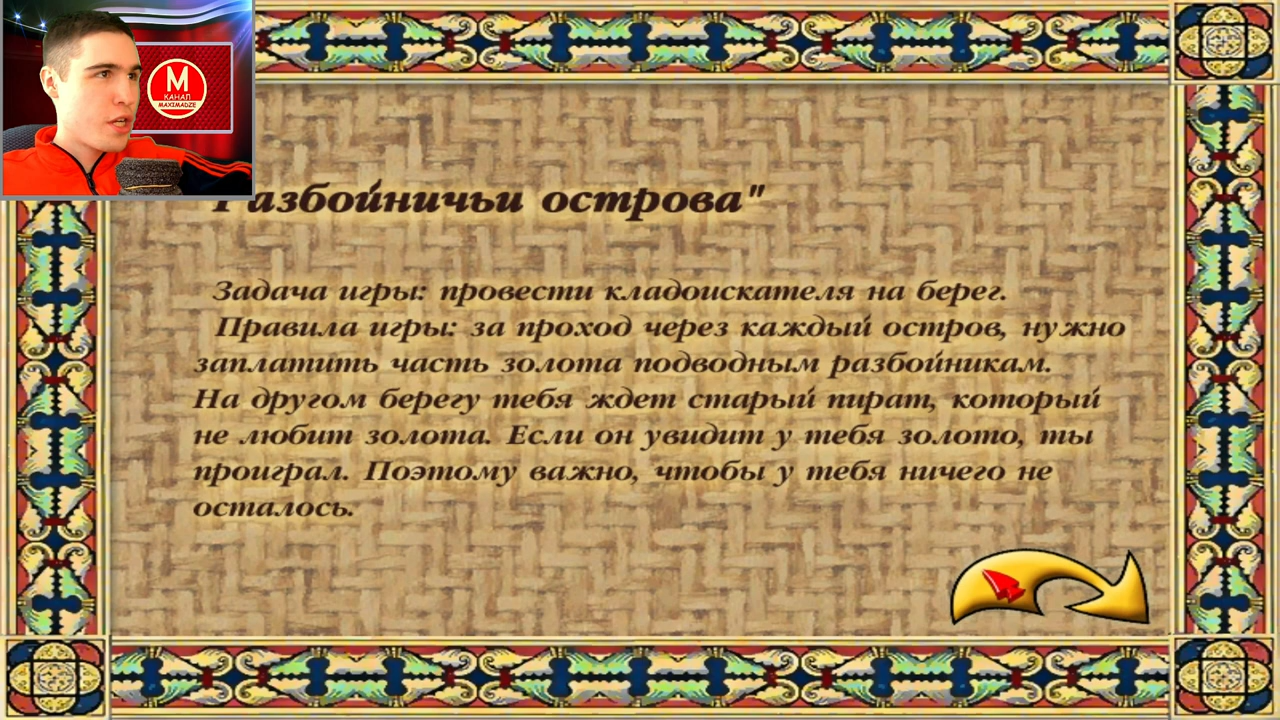 М
КАНАЛ
MAXIMADZE
Разбойничьи острова"
Задача игры: провести кладоискателя на берег.
Правила игры: за проход через каждый остров, нужно
заплатить часть золота подводным разбойникам.
На другом берегу тебя ждет старый пират, который
не любит золота. Если он увидит у тебя золото, ты
проиграл. Поэтому важно, чтобы у тебя ничего не
осталось.